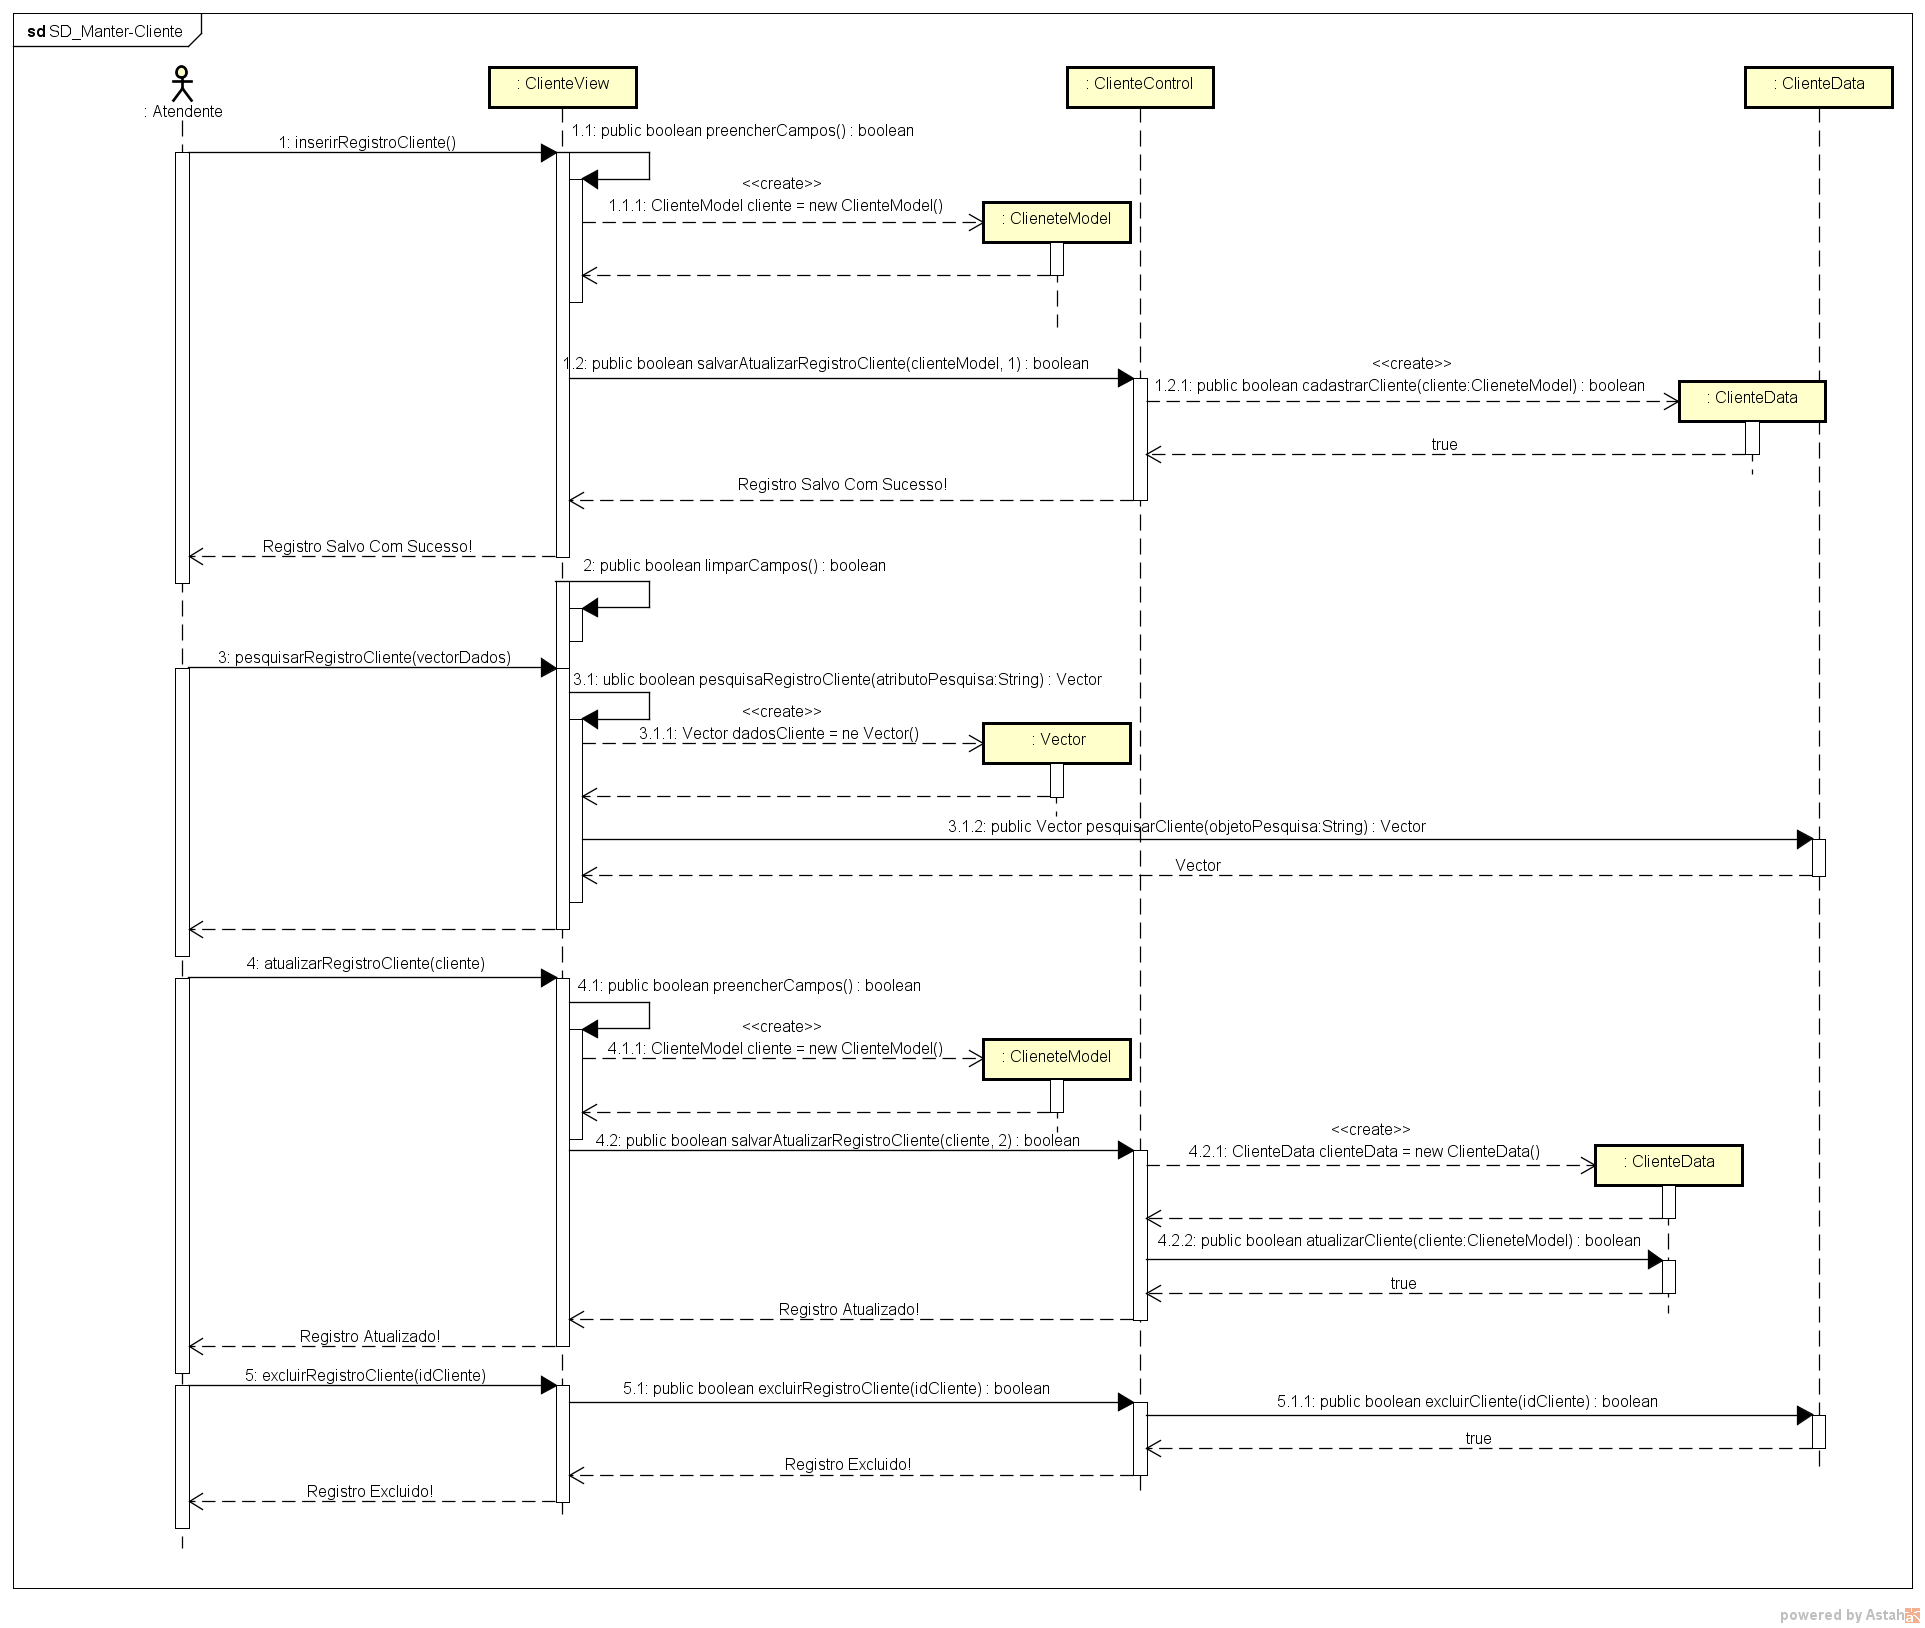 sd SD_Manter-Cliente
: Atendente
: ClienteView
: ClienteControl
: ClienteData
1: inserirRegistroCliente()
1.1: public boolean preencherCampos() : boolean
<<create>>
1.1.1: ClienteModel cliente = new ClienteModel()
: ClieneteModel
1.2: public boolean salvarAtualizarRegistroCliente(clienteModel, 1) : boolean
<<create>>
1.2.1: public boolean cadastrarCliente(cliente:ClieneteModel) : boolean
: ClienteData
true
Registro Salvo Com Sucesso!
Registro Salvo Com Sucesso!
2: public boolean limparCampos() : boolean
3: pesquisarRegistroCliente(vectorDados)
3.1: ublic boolean pesquisaRegistroCliente(atributoPesquisa:String) : Vector
<<create>>
3.1.1: Vector dadosCliente = ne Vector()
: Vector
3.1.2: public Vector pesquisarCliente(objetoPesquisa:String) : Vector
Vector
4: atualizarRegistroCliente(cliente)
4.1: public boolean preencherCampos() : boolean
<<create>>
4.1.1: ClienteModel cliente = new ClienteModel()
: ClieneteModel
4.2: public boolean salvarAtualizarRegistroCliente(cliente, 2) : boolean
<<create>>
4.2.1: ClienteData clienteData = new ClienteData()
: ClienteData
4.2.2: public boolean atualizarCliente(cliente:ClieneteModel) : boolean
true
Registro Atualizado!
Registro Atualizado!
5: excluirRegistroCliente(idCliente)
5.1: public boolean excluirRegistroCliente(idCliente) : boolean
5.1.1: public boolean excluirCliente(idCliente) : boolean
true
Registro Excluido!
Registro Excluido!
powered by Astah